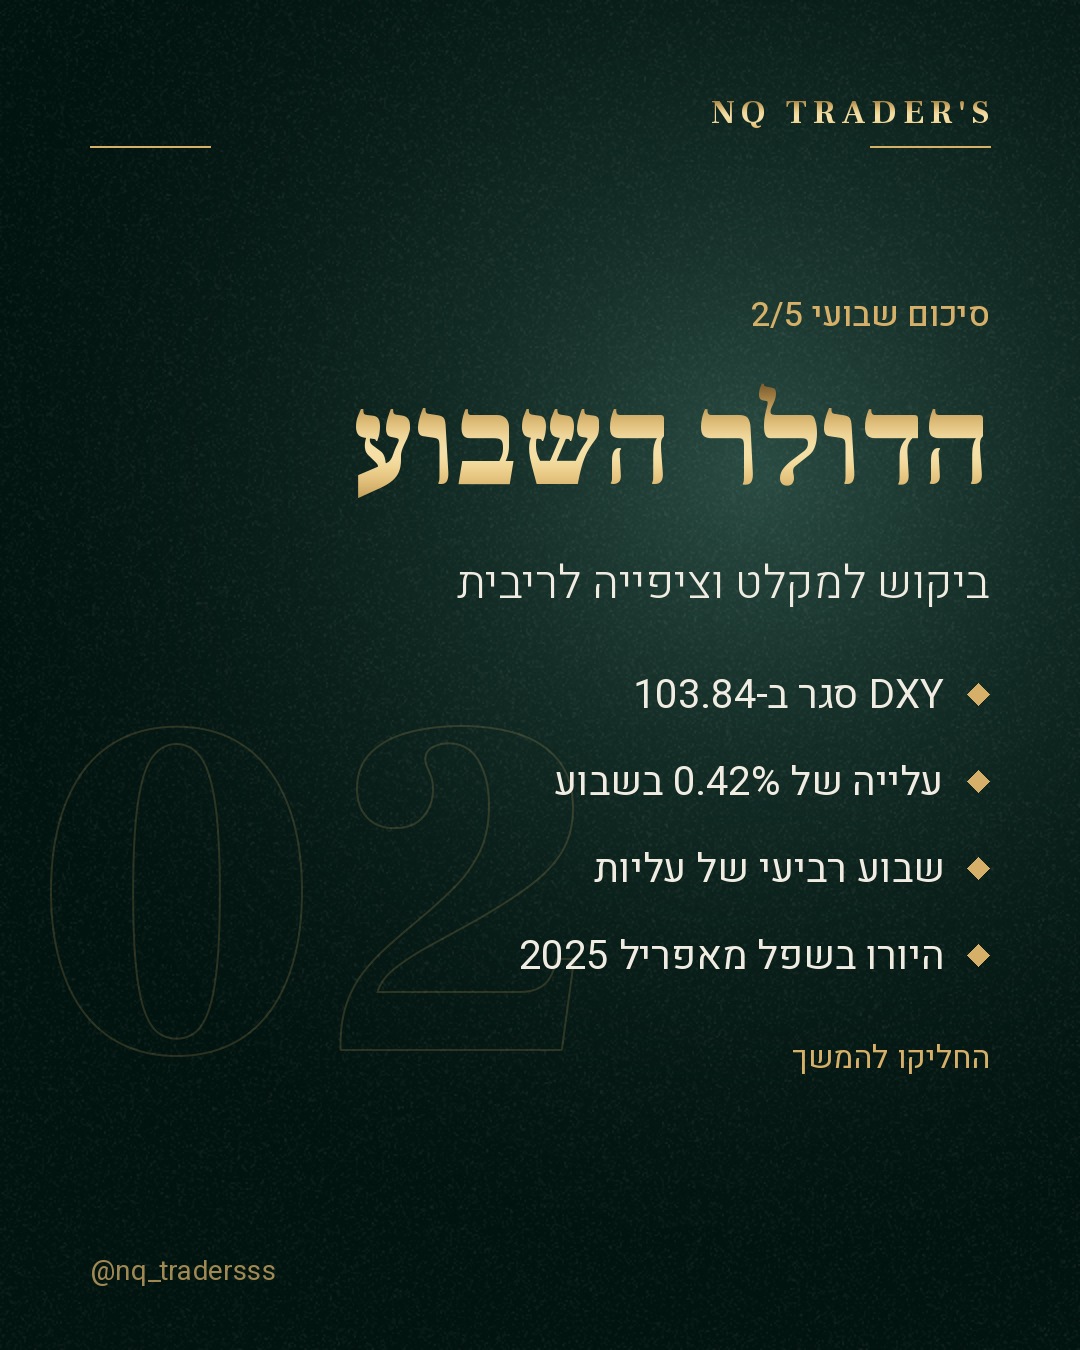 NQ TRADER'S
סיכום שבועי 2/5
הדולר השבוע
ביקוש למקלט וציפייה לריבית
DXY סגר ב-103.84
עלייה של 0.42% בשבוע
שבוע רביעי של עליות
היורו בשפל מאפריל 2025
02
החליקו להמשך
@nq_tradersss